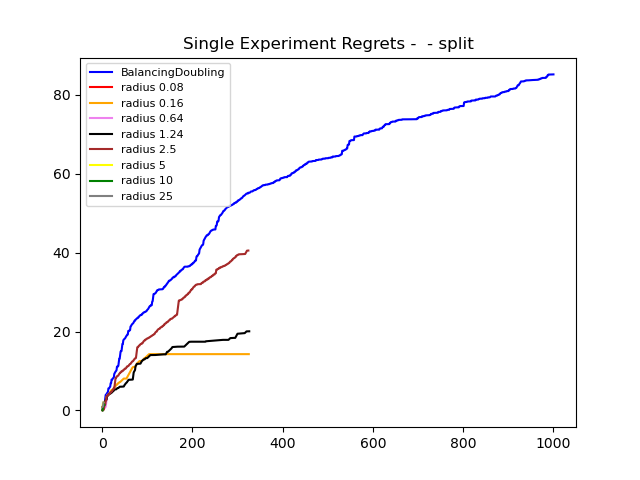 Single Experiment Regrets -  - split
BalancingDoubling
radius 0.08
radius 0.16
radius 0.64
radius 1.24
radius 2.5
radius 5
radius 10
radius 25
80
60
40
20
0
0 200 400 600 800 1000